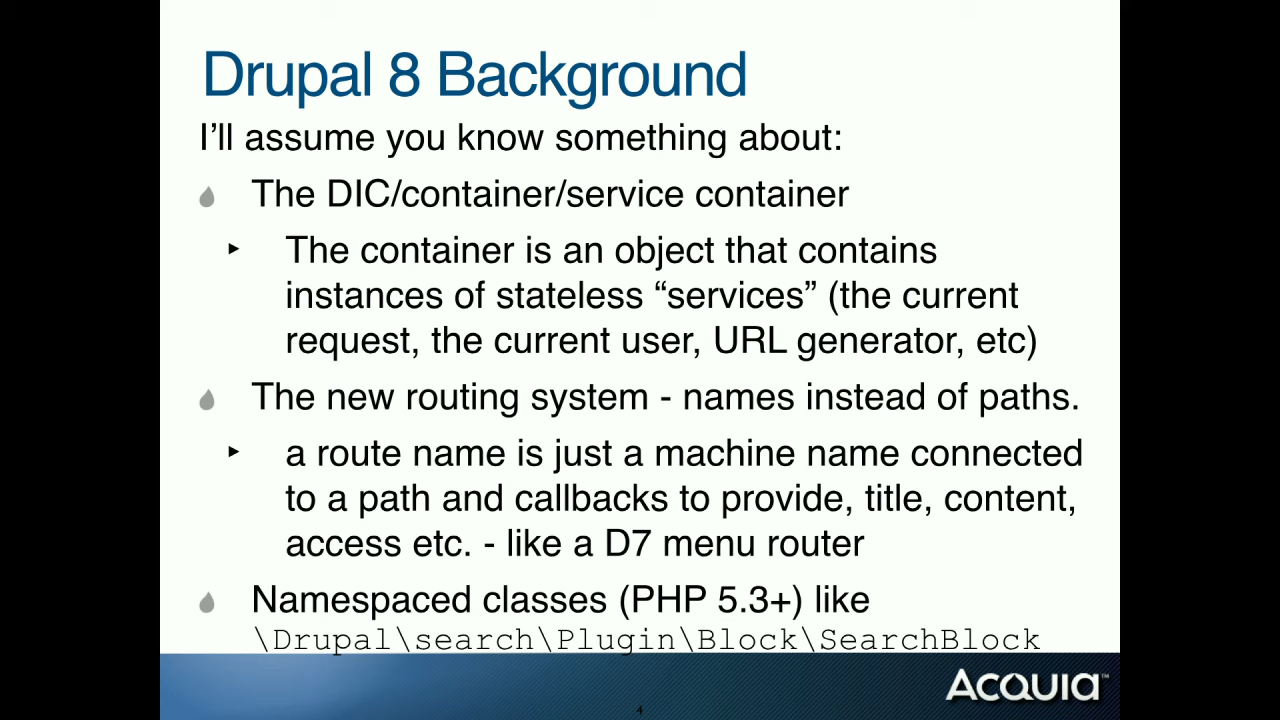 Drupal 8 Background
I’ll assume you know something about:
The DIC/container/service container
The container is an object that contains
instances of stateless “services” (the current
request, the current user, URL generator, etc)
The new routing system - names instead of paths.
a route name is just a machine name connected
to a path and callbacks to provide, title, content,
access etc. - like a D7 menu router
Namespaced classes (PHP 5.3+) like
\Drupal\search\Plugin\Block\SearchBlock
ACQUIA™
4